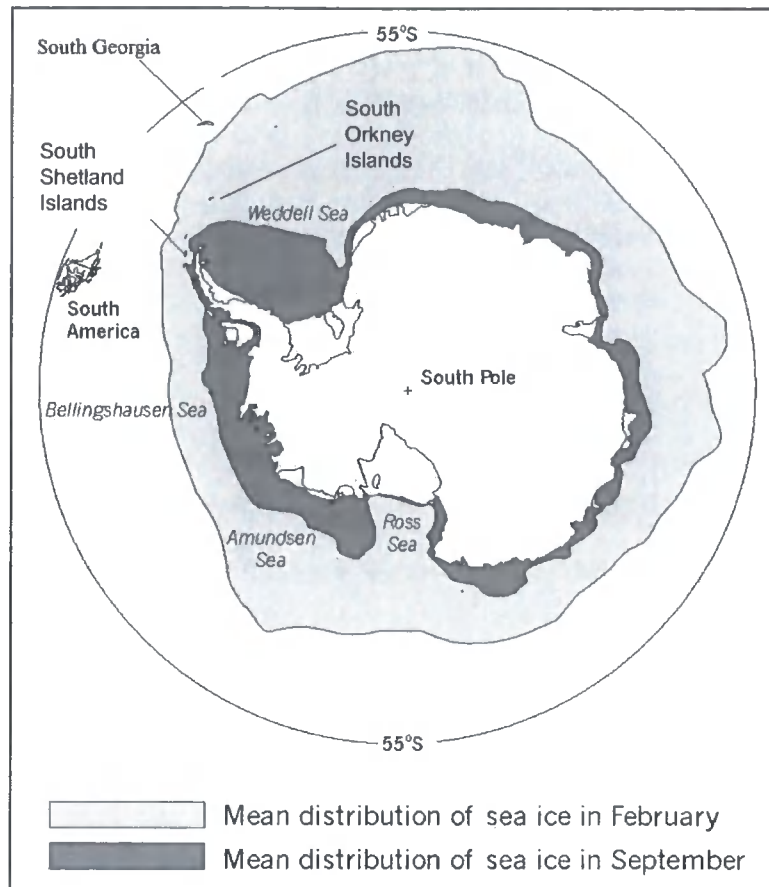 55°S
South Georgia
South
Orkney
Islands
South
Shetland
Islands
Weddell Sea
South
America
South Pole
Bellingshausen Sea
Amundsen
Sea
Ross
Sea
55°S
Mean distribution of sea ice in February
Mean distribution of sea ice in September